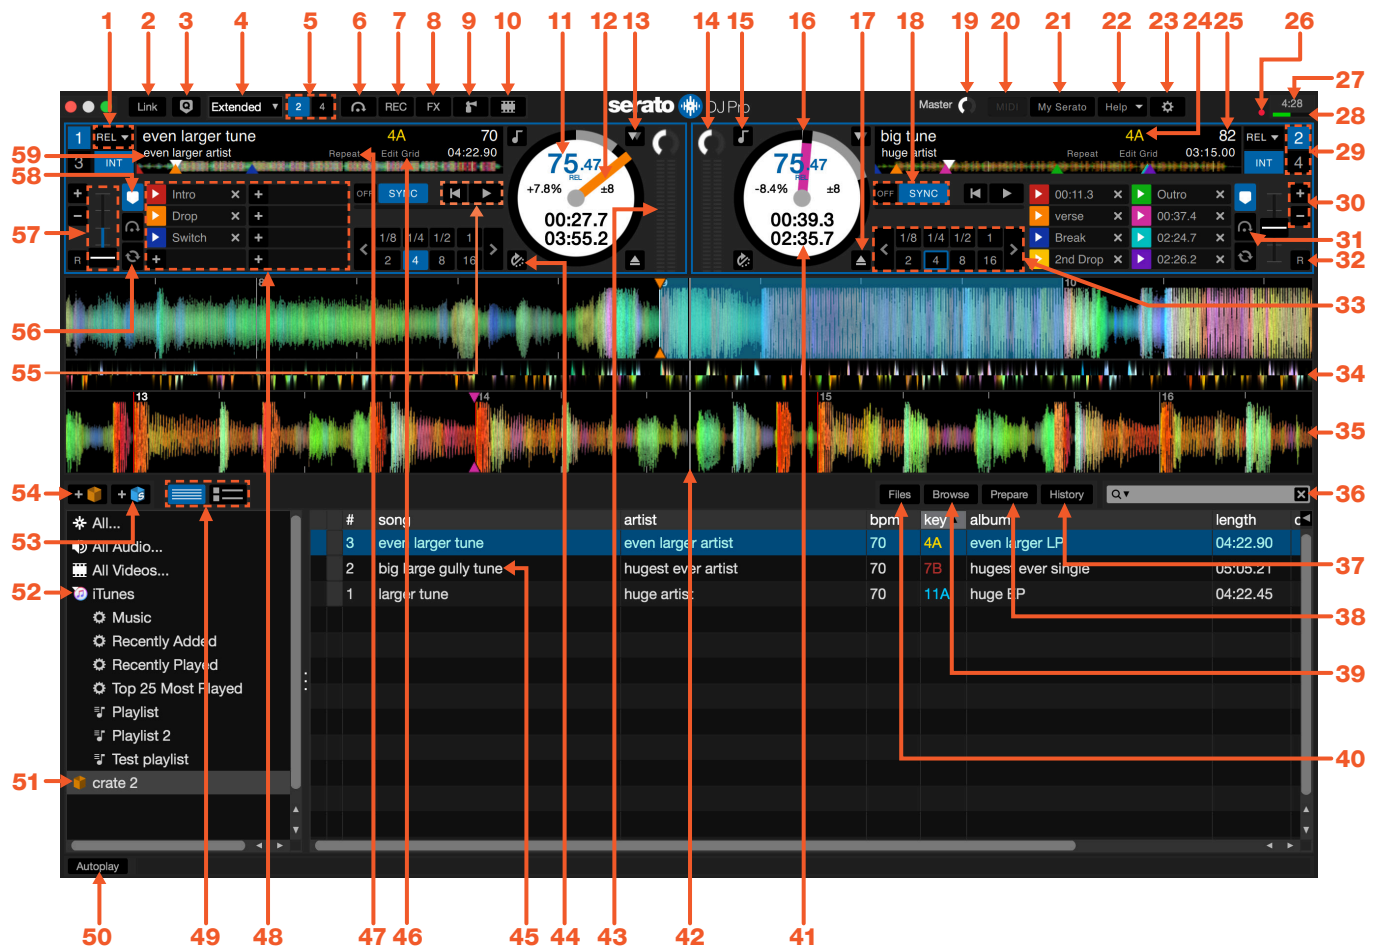 1 2 3 4 5 6 7 8 9 10 11 12 13 14 15 16 17 18 19 20 21 22 23 24 25 26
27
28
29
30
31
32
33
34
35
36
37
38
39
40
Link Extended ▼ 2 4 REC FX serato DJ Pro Master MIDI My Serato Help 4:28
1 REL even larger tune 4A 70
3 INT even larger artist Repeat Edit Grid 04:22.90
Intro
Drop
Switch
R
OFF SYNC
1/8 1/4 1/2 1
2 4 8 16
75.47
REL
+7.8% ±8
00:27.7
03:55.2
75.47
REL
-8.4% ±8
00:39.3
02:35.7
big tune 4A 82 REL 2
huge artist Repeat Edit Grid 03:15.00 INT 4
OFF SYNC
1/8 1/4 1/2 1
2 4 8 16
00:11.3 Outro
verse 00:37.4
Break 02:24.7
2nd Drop 02:26.2
R
8 9 10
13 14 15 16
Files Browse Prepare History
All...
All Audio...
All Videos...
iTunes
Music
Recently Added
Recently Played
Top 25 Most Played
Playlist
Playlist 2
Test playlist
crate 2
# song artist bpm key album length
3 even larger tune even larger artist 70 4A even larger LP 04:22.90
2 big large gully tune hugest ever artist 70 7B hugest ever single 05:05.21
1 larger tune huge artist 70 11A huge EP 04:22.45
Autoplay
59
58
57
56
55
54
53
52
51
50 49 48 47 46 45 44 43 42 41